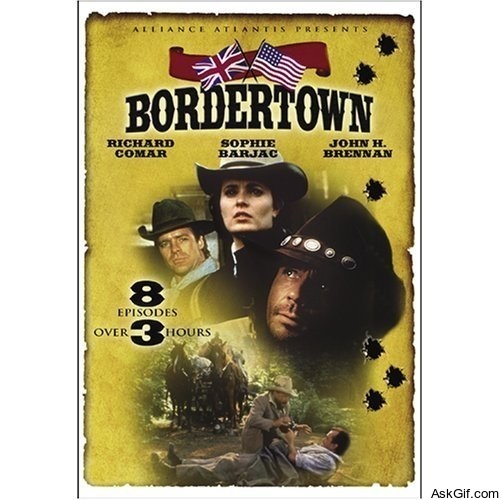 ALLIANCE ATLANTIS PRESENTS
BORDERTOWN
RICHARD COMAR
SOPHIE BARJAC
JOHN H. BRENNAN
8
EPISODES
OVER 3 HOURS
AskGif.com